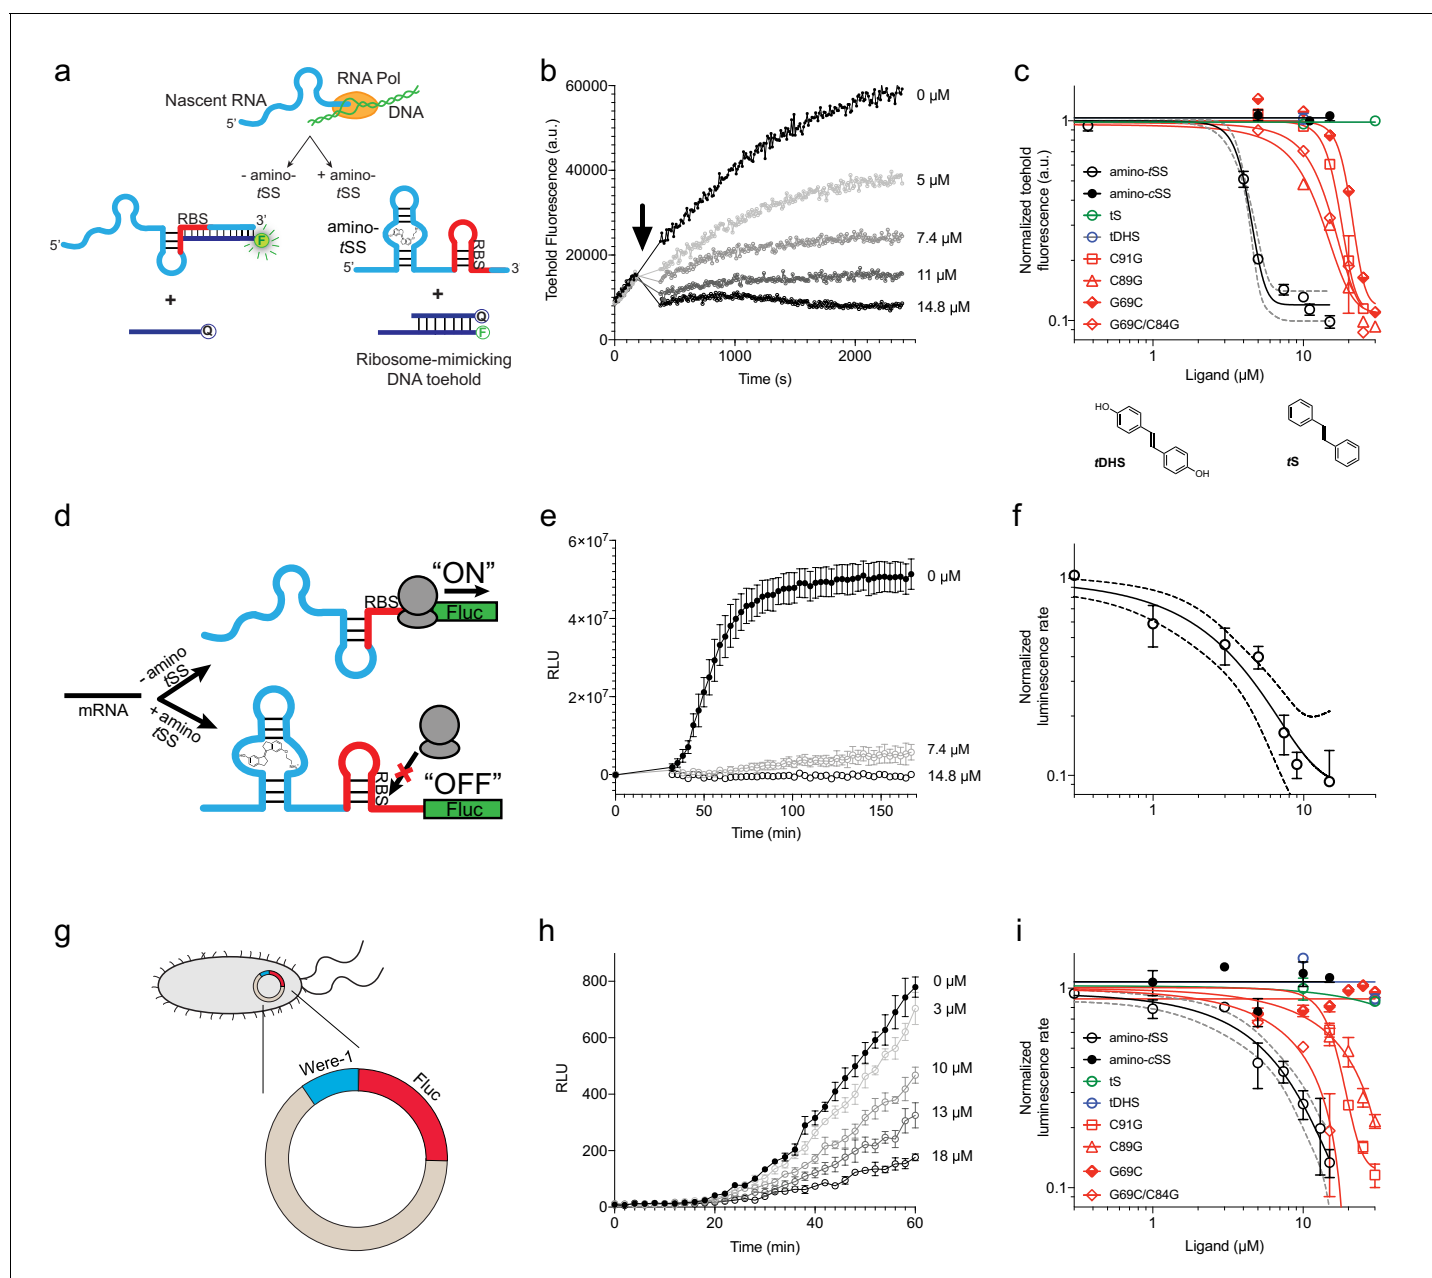 a
RNA Pol
Nascent RNA
DNA
5'
- amino-
tSS
+ amino-
tSS
RBS
3'
F
amino-
tSS
RBS
5'
3'
+
+
Q
Q
F
Ribosome-mimicking
DNA toehold
b
Toehold Fluorescence (a.u.)
60000
40000
20000
0
0
1000
2000
Time (s)
0 µM
5 µM
7.4 µM
11 µM
14.8 µM
c
Normalized toehold
fluorescence (a.u.)
1
0.1
amino-tSS
amino-cSS
tS
tDHS
C91G
C89G
G69C
G69C/C84G
1
10
Ligand (µM)
HO
OH
tDHS
tS
d
"ON"
RBS
Fluc
- amino
tSS
mRNA
+ amino
tSS
RBS
"OFF"
Fluc
e
RLU
6×10⁷
4×10⁷
2×10⁷
0
0
50
100
150
Time (min)
0 µM
7.4 µM
14.8 µM
f
Normalized
luminescence rate
1
0.1
1
10
g
Were-1
Fluc
h
RLU
800
600
400
200
0
0
20
40
60
Time (min)
0 µM
3 µM
10 µM
13 µM
18 µM
i
Normalized
luminescence rate
1
0.1
amino-tSS
amino-cSS
tS
tDHS
C91G
C89G
G69C
G69C/C84G
1
10
Ligand (µM)